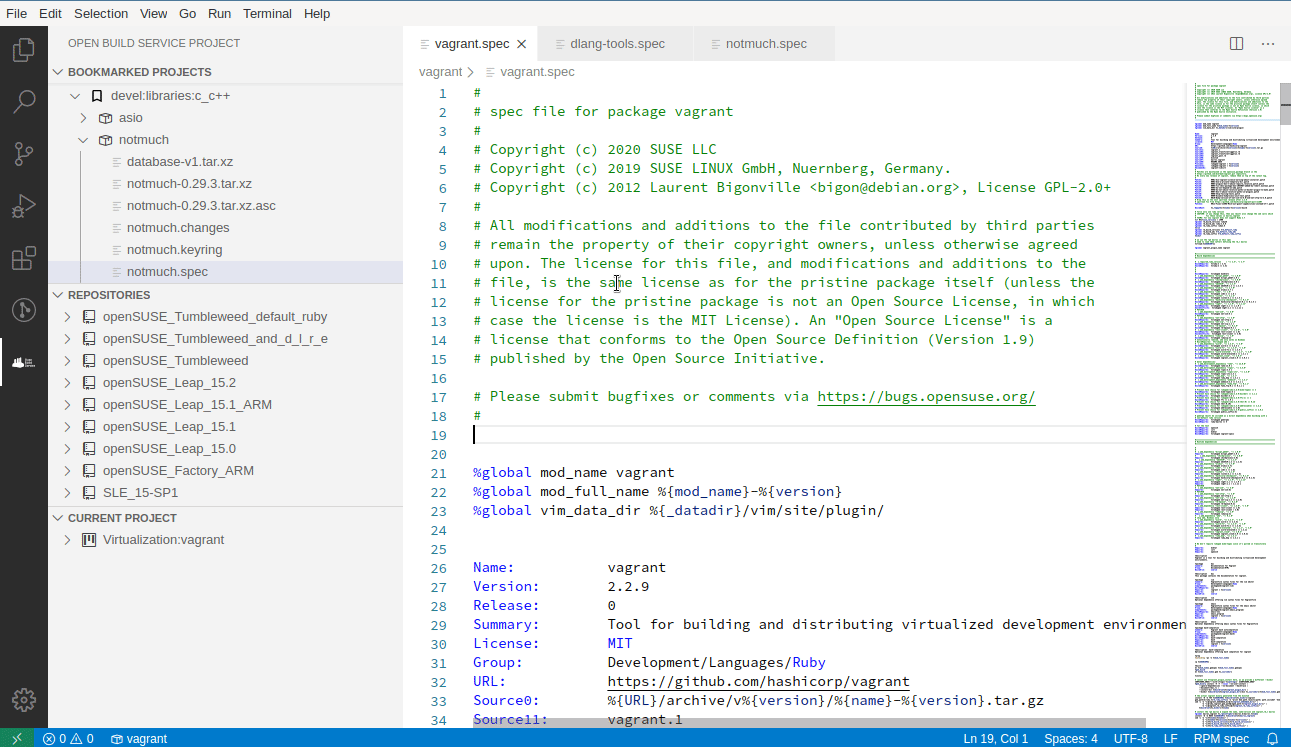 File Edit Selection View Go Run Terminal Help
OPEN BUILD SERVICE PROJECT
BOOKMARKED PROJECTS
devel:libraries:c_c++
asio
notmuch
database-v1.tar.xz
notmuch-0.29.3.tar.xz
notmuch-0.29.3.tar.xz.asc
notmuch.changes
notmuch.keyring
notmuch.spec
REPOSITORIES
openSUSE_Tumbleweed_default_ruby
openSUSE_Tumbleweed_and_d_l_r_e
openSUSE_Tumbleweed
openSUSE_Leap_15.2
openSUSE_Leap_15.1_ARM
openSUSE_Leap_15.1
openSUSE_Leap_15.0
openSUSE_Factory_ARM
SLE_15-SP1
CURRENT PROJECT
Virtualization:vagrant
vagrant.spec dlang-tools.spec notmuch.spec
vagrant > vagrant.spec
1 #
2 # spec file for package vagrant
3 #
4 # Copyright (c) 2020 SUSE LLC
5 # Copyright (c) 2019 SUSE LINUX GmbH, Nuernberg, Germany.
6 # Copyright (c) 2012 Laurent Bigonville <bigon@debian.org>, License GPL-2.0+
7 #
8 # All modifications and additions to the file contributed by third parties
9 # remain the property of their copyright owners, unless otherwise agreed
10 # upon. The license for this file, and modifications and additions to the
11 # file, is the same license as for the pristine package itself (unless the
12 # license for the pristine package is not an Open Source License, in which
13 # case the license is the MIT License). An "Open Source License" is a
14 # license that conforms to the Open Source Definition (Version 1.9)
15 # published by the Open Source Initiative.
16
17 # Please submit bugfixes or comments via https://bugs.opensuse.org/
18 #
19
20
21 %global mod_name vagrant
22 %global mod_full_name %{mod_name}-%{version}
23 %global vim_data_dir %{_datadir}/vim/site/plugin/
24
25
26 Name: vagrant
27 Version: 2.2.9
28 Release: 0
29 Summary: Tool for building and distributing virtualized development environmen
30 License: MIT
31 Group: Development/Languages/Ruby
32 URL: https://github.com/hashicorp/vagrant
33 Source0: %{URL}/archive/v%{version}/%{name}-%{version}.tar.gz
34 Source11: vagrant.1
0 0 vagrant Ln 19, Col 1 Spaces: 4 UTF-8 LF RPM spec